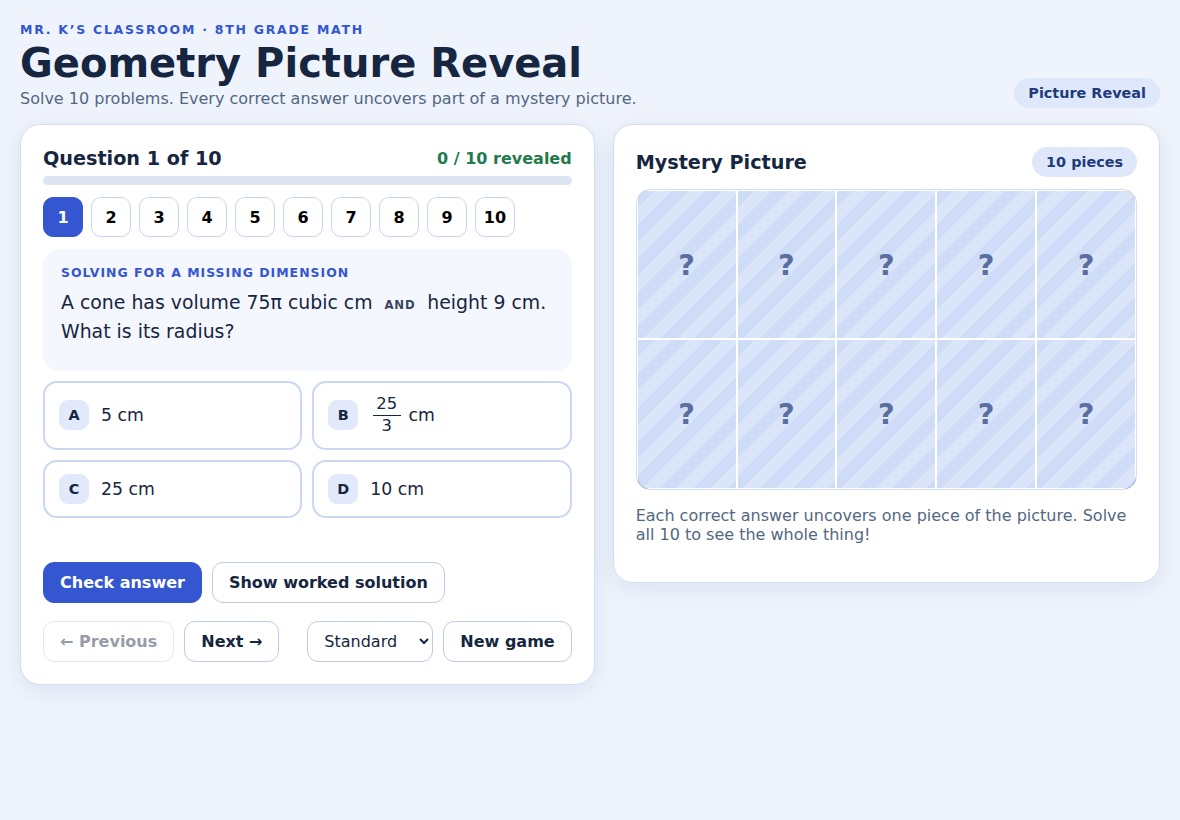 MR. K’S CLASSROOM · 8TH GRADE MATH
Geometry Picture Reveal
Solve 10 problems. Every correct answer uncovers part of a mystery picture.
Picture Reveal
Question 1 of 10
0 / 10 revealed
1 2 3 4 5 6 7 8 9 10
SOLVING FOR A MISSING DIMENSION
A cone has volume 75π cubic cm AND height 9 cm.
What is its radius?
A 5 cm
B 25/3 cm
C 25 cm
D 10 cm
Check answer
Show worked solution
← Previous
Next →
Standard
New game
Mystery Picture
10 pieces
? ? ? ? ?
? ? ? ? ?
Each correct answer uncovers one piece of the picture. Solve
all 10 to see the whole thing!